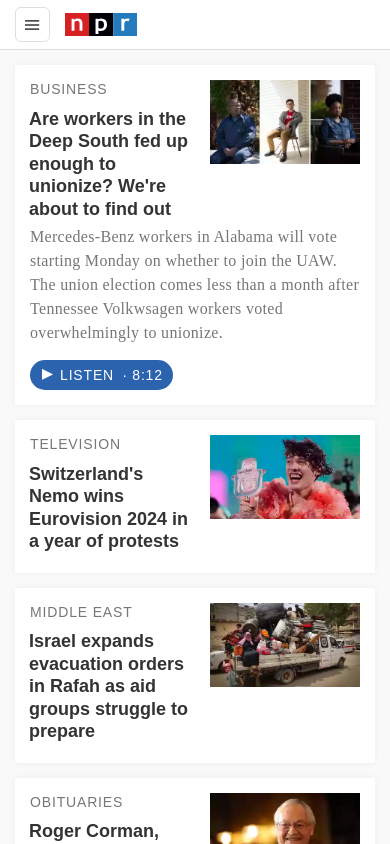 npr
BUSINESS
Are workers in the
Deep South fed up
enough to
unionize? We're
about to find out
Mercedes-Benz workers in Alabama will vote
starting Monday on whether to join the UAW.
The union election comes less than a month after
Tennessee Volkwsagen workers voted
overwhelmingly to unionize.
LISTEN · 8:12
TELEVISION
Switzerland's
Nemo wins
Eurovision 2024 in
a year of protests
MIDDLE EAST
Israel expands
evacuation orders
in Rafah as aid
groups struggle to
prepare
OBITUARIES
Roger Corman,